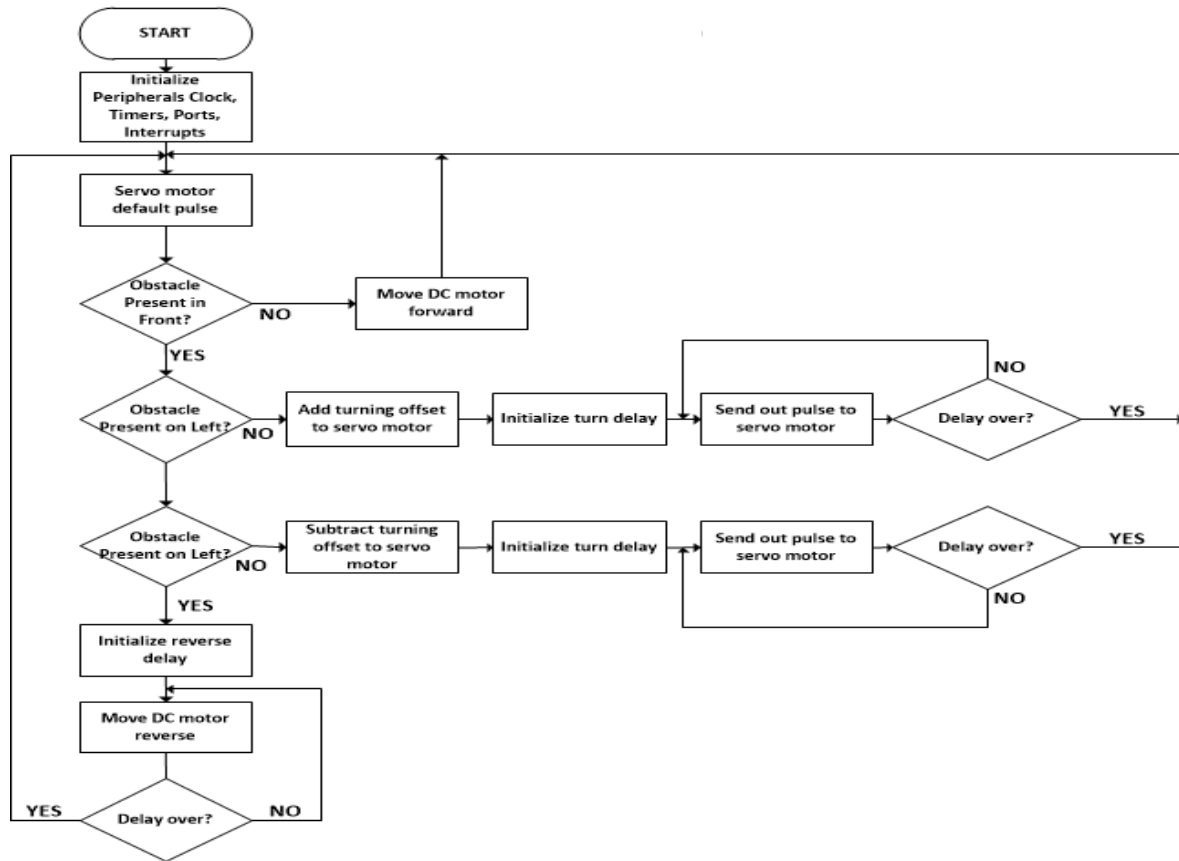 START
Initialize
Peripherals Clock,
Timers, Ports,
Interrupts
Servo motor
default pulse
Obstacle
Present in
Front?
NO
Move DC motor
forward
YES
Obstacle
Present on Left?
NO
Add turning offset
to servo motor
Initialize turn delay
Send out pulse to
servo motor
NO
Delay over?
YES
Obstacle
Present on Left?
NO
Subtract turning
offset to servo
motor
Initialize turn delay
Send out pulse to
servo motor
Delay over?
YES
NO
YES
Initialize reverse
delay
Move DC motor
reverse
YES
Delay over?
NO